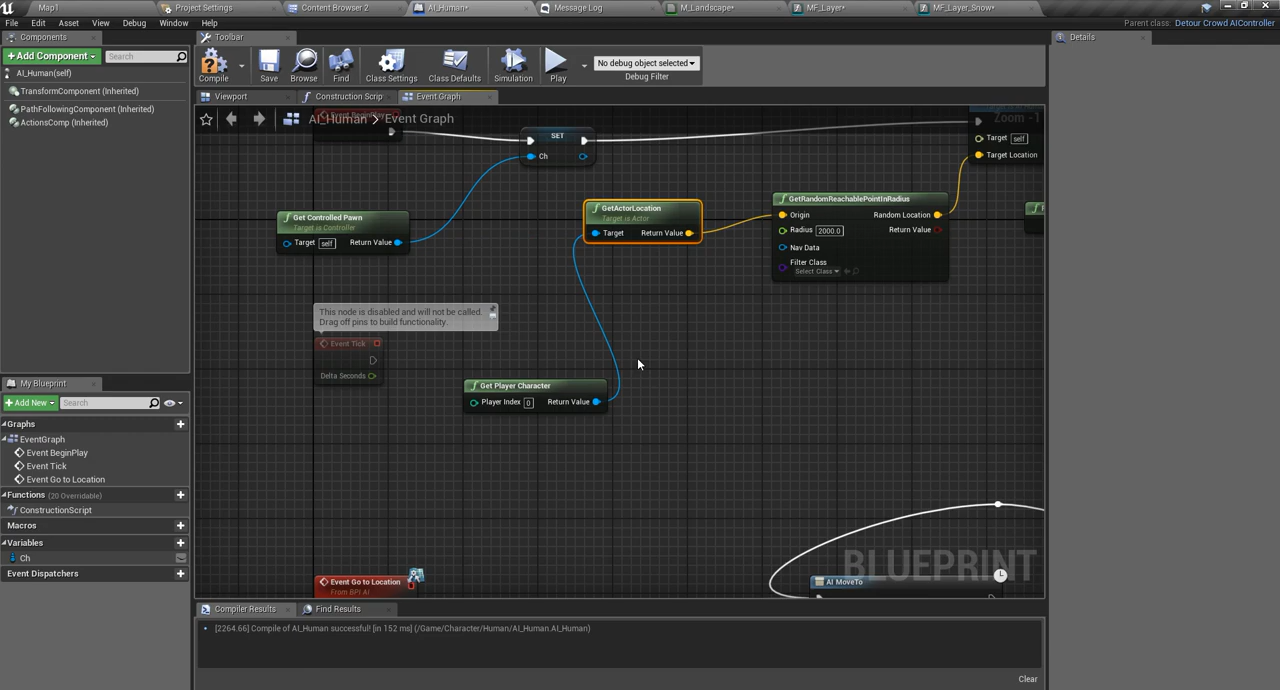 Map1
Project Settings
Content Browser 2
AI_Human*
Message Log
M_Landscape*
MF_Layer*
MF_Layer_Snow*
File Edit Asset View Debug Window Help
Parent class: Detour Crowd AIController
Components
+ Add Component
Search
AI_Human(self)
TransformComponent (Inherited)
PathFollowingComponent (Inherited)
ActionsComp (Inherited)
Toolbar
Compile
Save
Browse
Find
Class Settings
Class Defaults
Simulation
Play
No debug object selected
Debug Filter
Details
Viewport
Construction Scrip
Event Graph
AI_Human > Event Graph
Zoom -1
SET
Ch
Target self
Target Location
Get Controlled Pawn
Target is Controller
Target self Return Value
GetActorLocation
Target is Actor
Target Return Value
GetRandomReachablePointInRadius
Origin Random Location
Radius 2000.0 Return Value
Nav Data
Filter Class
Select Class
This node is disabled and will not be called.
Drag off pins to build functionality.
Event Tick
Delta Seconds
Get Player Character
Player Index 0 Return Value
Event Go to Location
From BPI AI
AI MoveTo
BLUEPRINT
My Blueprint
+ Add New
Search
Graphs
EventGraph
Event BeginPlay
Event Tick
Event Go to Location
Functions (20 Overridable)
ConstructionScript
Macros
Variables
Ch
Event Dispatchers
Compiler Results
Find Results
[2264.66] Compile of AI_Human successful! [in 152 ms] (/Game/Character/Human/AI_Human.AI_Human)
Clear